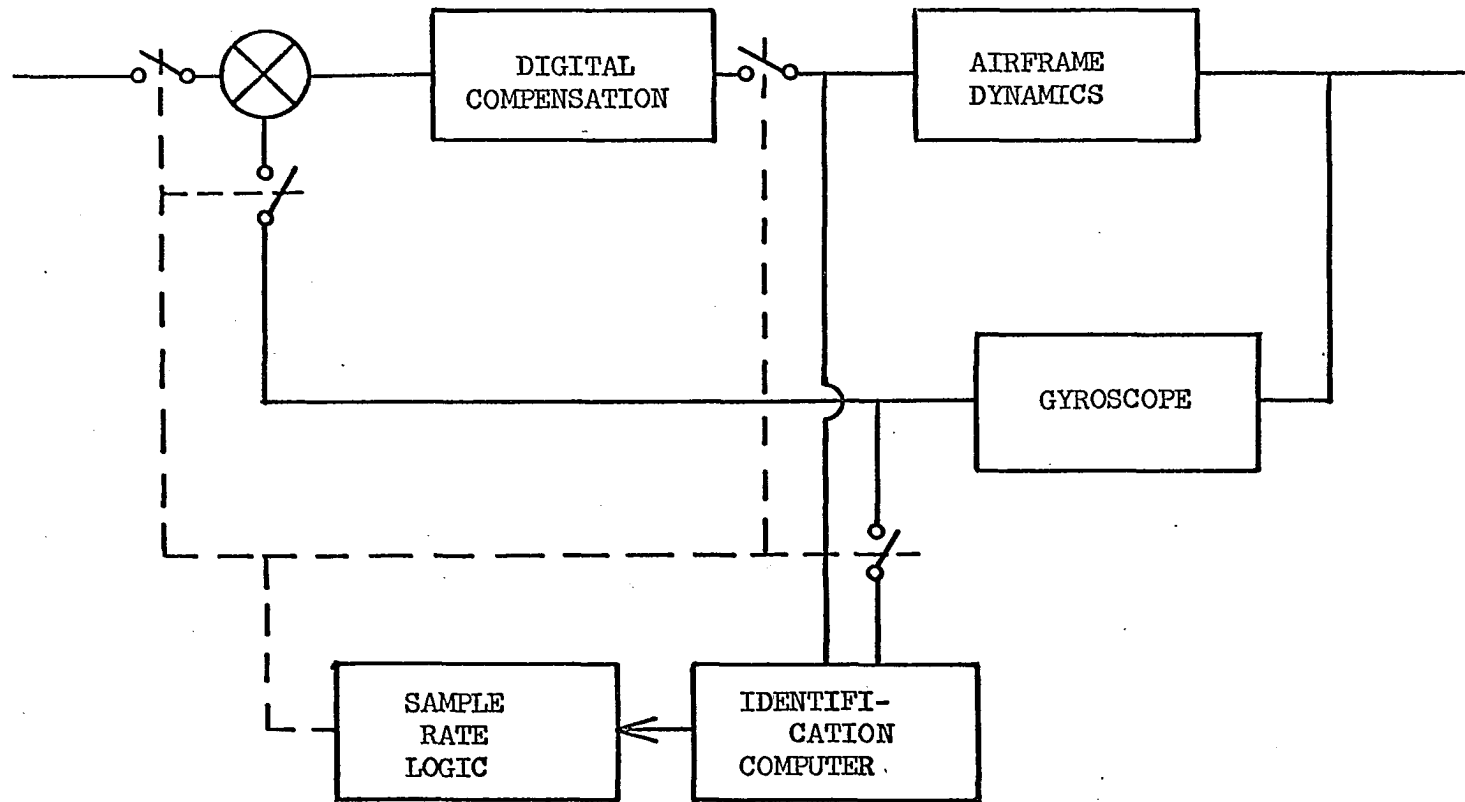 DIGITAL
COMPENSATION
AIRFRAME
DYNAMICS
GYROSCOPE
SAMPLE
RATE
LOGIC
IDENTIFI-
CATION
COMPUTER